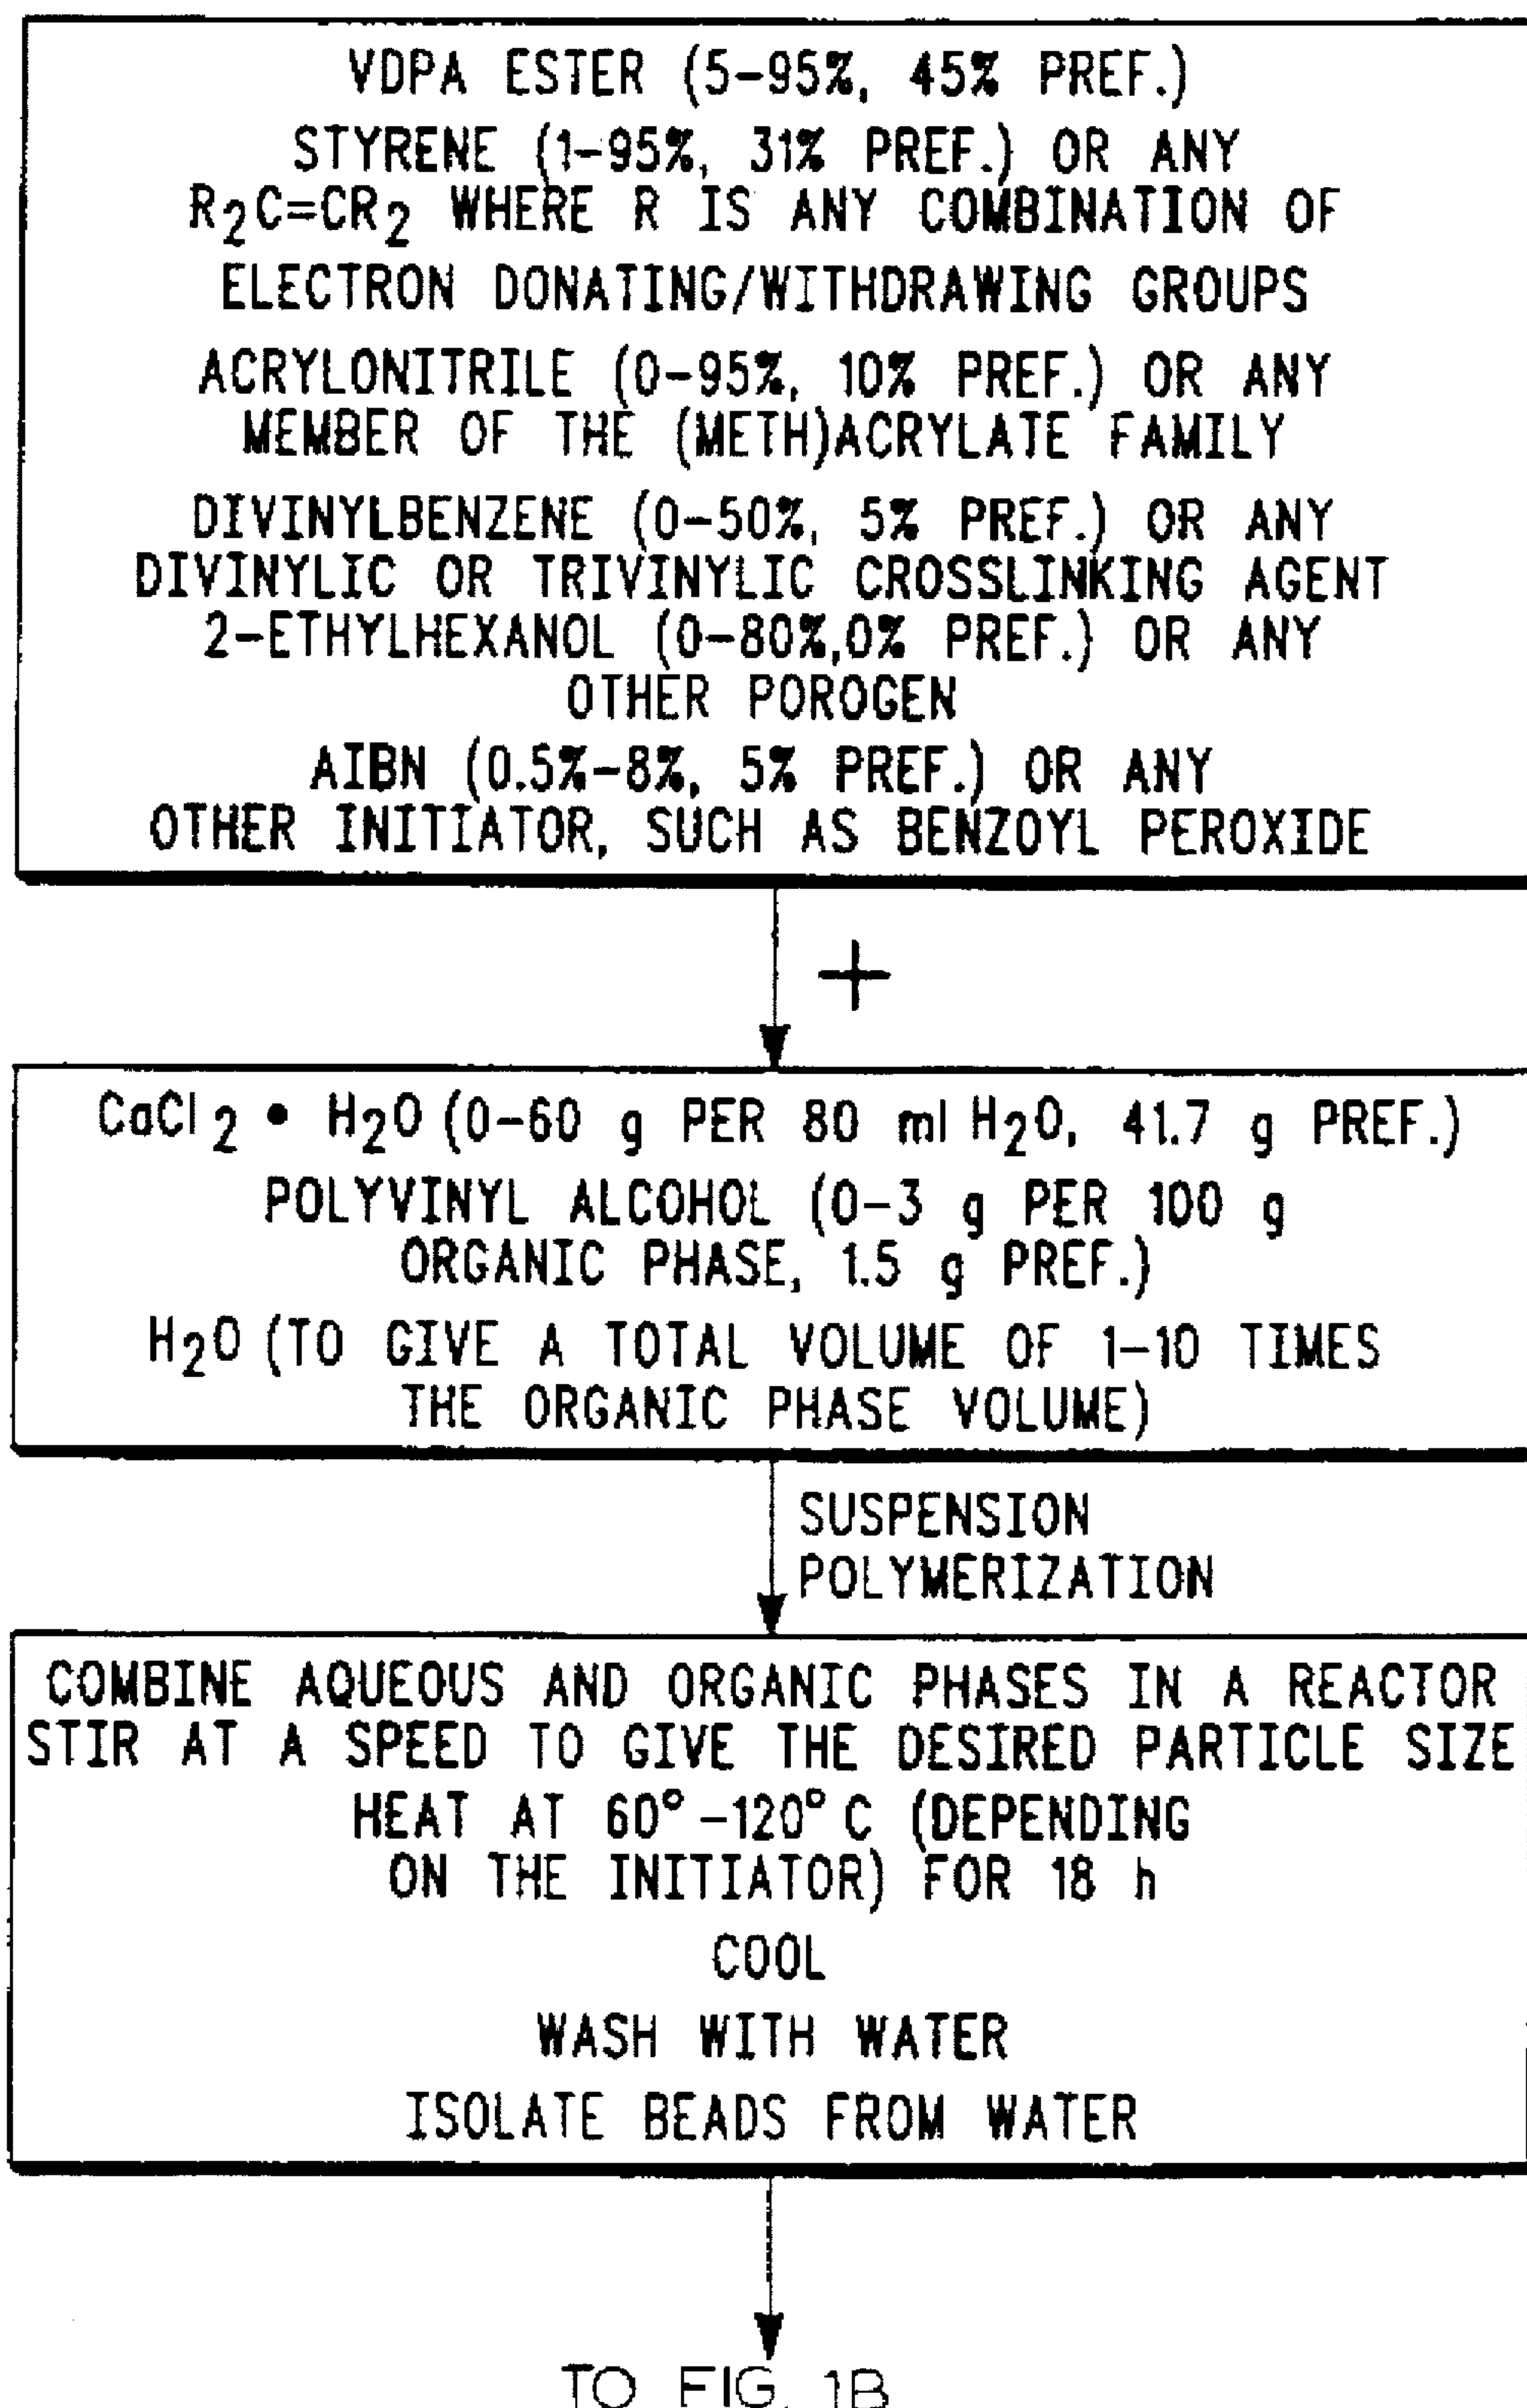 VDPA ESTER (5-95%, 45% PREF.)
STYRENE (1-95%, 31% PREF.) OR ANY
R₂C=CR₂ WHERE R IS ANY COMBINATION OF
ELECTRON DONATING/WITHDRAWING GROUPS
ACRYLONITRILE (0-95%, 10% PREF.) OR ANY
MEMBER OF THE (METH)ACRYLATE FAMILY
DIVINYLBENZENE (0-50%, 5% PREF.) OR ANY
DIVINYLIC OR TRIVINYLIC CROSSLINKING AGENT
2-ETHYLHEXANOL (0-80%,0% PREF.) OR ANY
OTHER POROGEN
AIBN (0.5%-8%, 5% PREF.) OR ANY
OTHER INITIATOR, SUCH AS BENZOYL PEROXIDE
+
CaCl₂ • H₂O (0-60 g PER 80 ml H₂O, 41.7 g PREF.)
POLYVINYL ALCOHOL (0-3 g PER 100 g
ORGANIC PHASE, 1.5 g PREF.)
H₂O (TO GIVE A TOTAL VOLUME OF 1-10 TIMES
THE ORGANIC PHASE VOLUME)
SUSPENSION
POLYMERIZATION
COMBINE AQUEOUS AND ORGANIC PHASES IN A REACTOR
STIR AT A SPEED TO GIVE THE DESIRED PARTICLE SIZE
HEAT AT 60°-120°C (DEPENDING
ON THE INITIATOR) FOR 18 h
COOL
WASH WITH WATER
ISOLATE BEADS FROM WATER
TO FIG. 1B